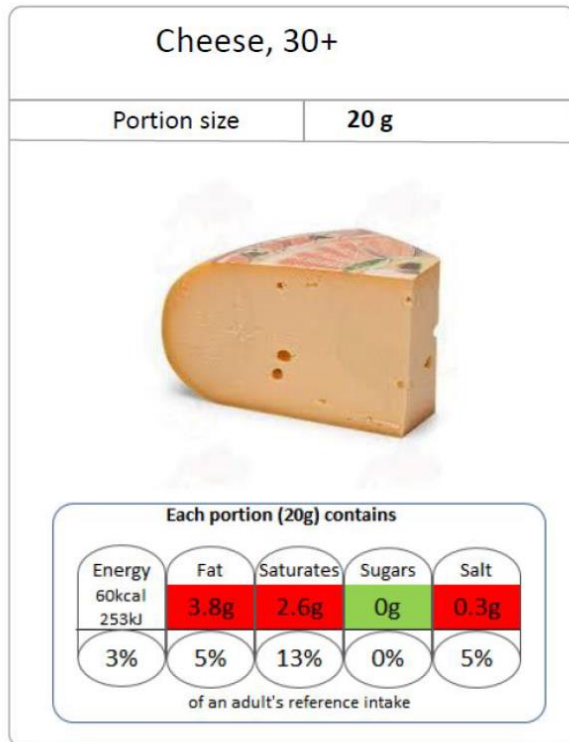 Cheese, 30+
Portion size 20 g
Each portion (20g) contains
Energy Fat Saturates Sugars Salt
60kcal 3.8g 2.6g 0g 0.3g
253kJ
3% 5% 13% 0% 5%
of an adult's reference intake